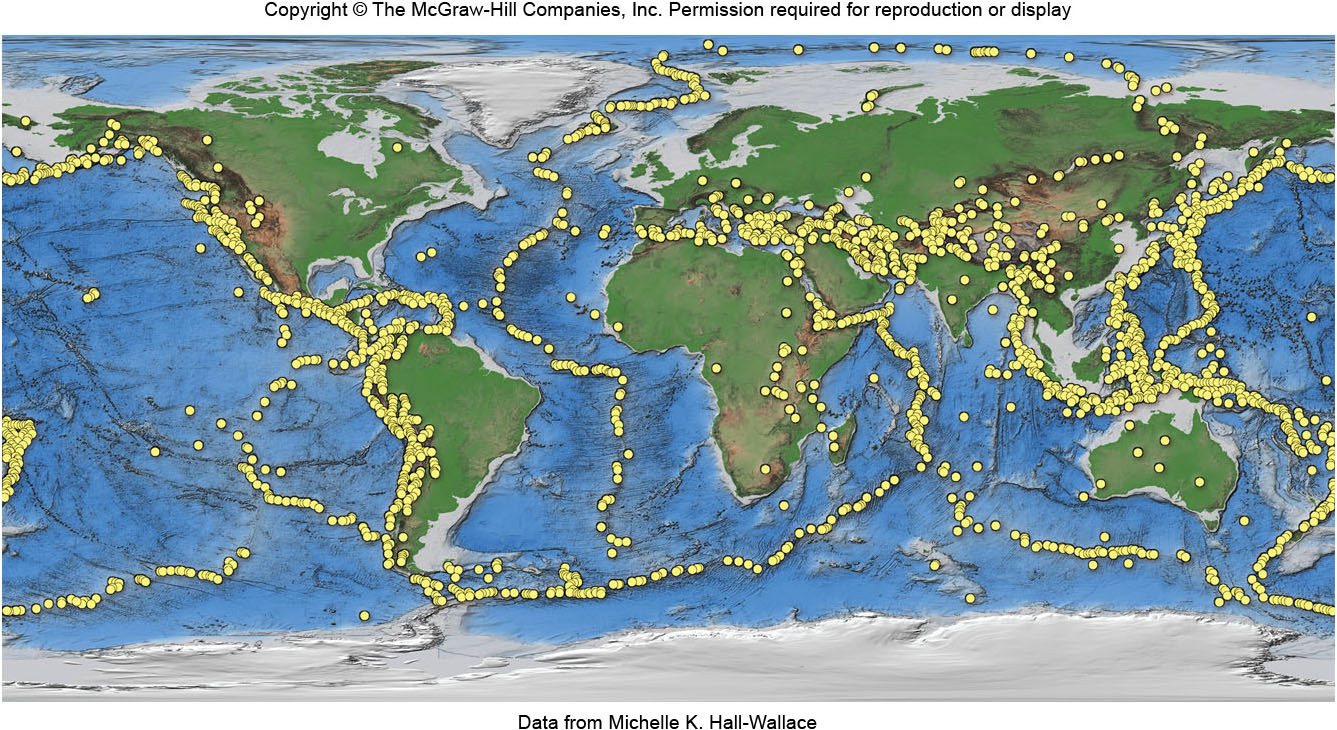 Copyright © The McGraw-Hill Companies, Inc. Permission required for reproduction or display
Data from Michelle K. Hall-Wallace